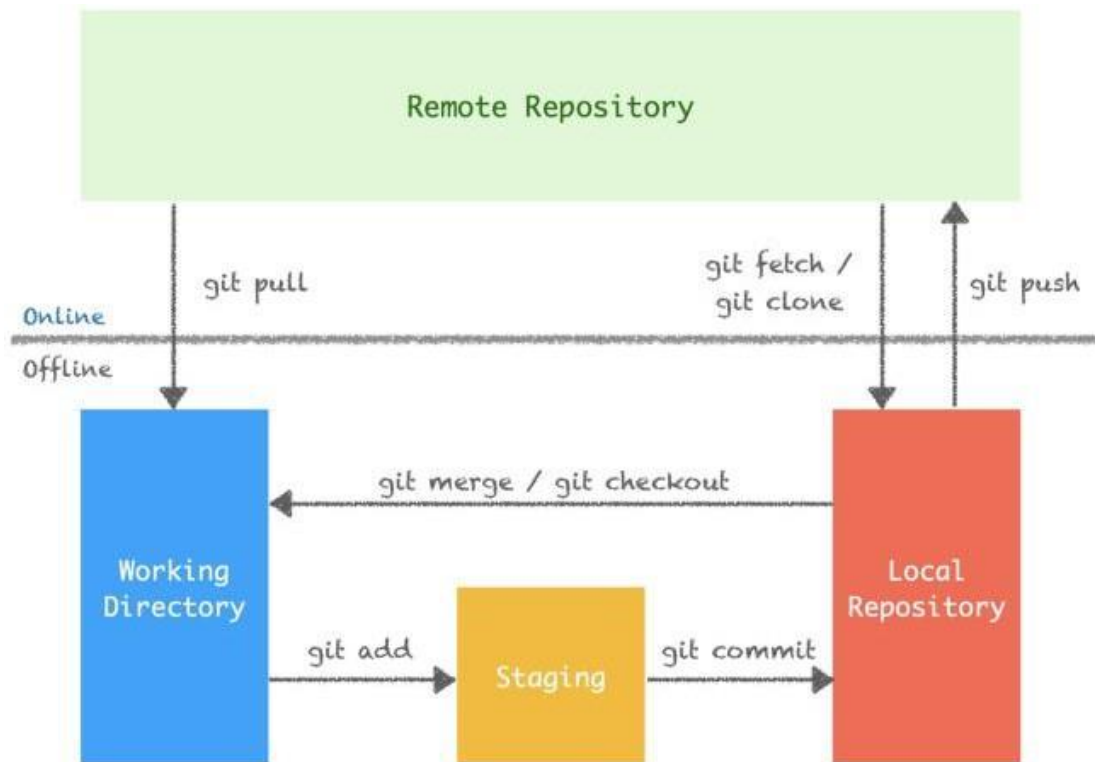 Remote Repository
git pull
git fetch /
git clone
git push
Online
Offline
git merge / git checkout
Working
Directory
Local
Repository
git add
Staging
git commit